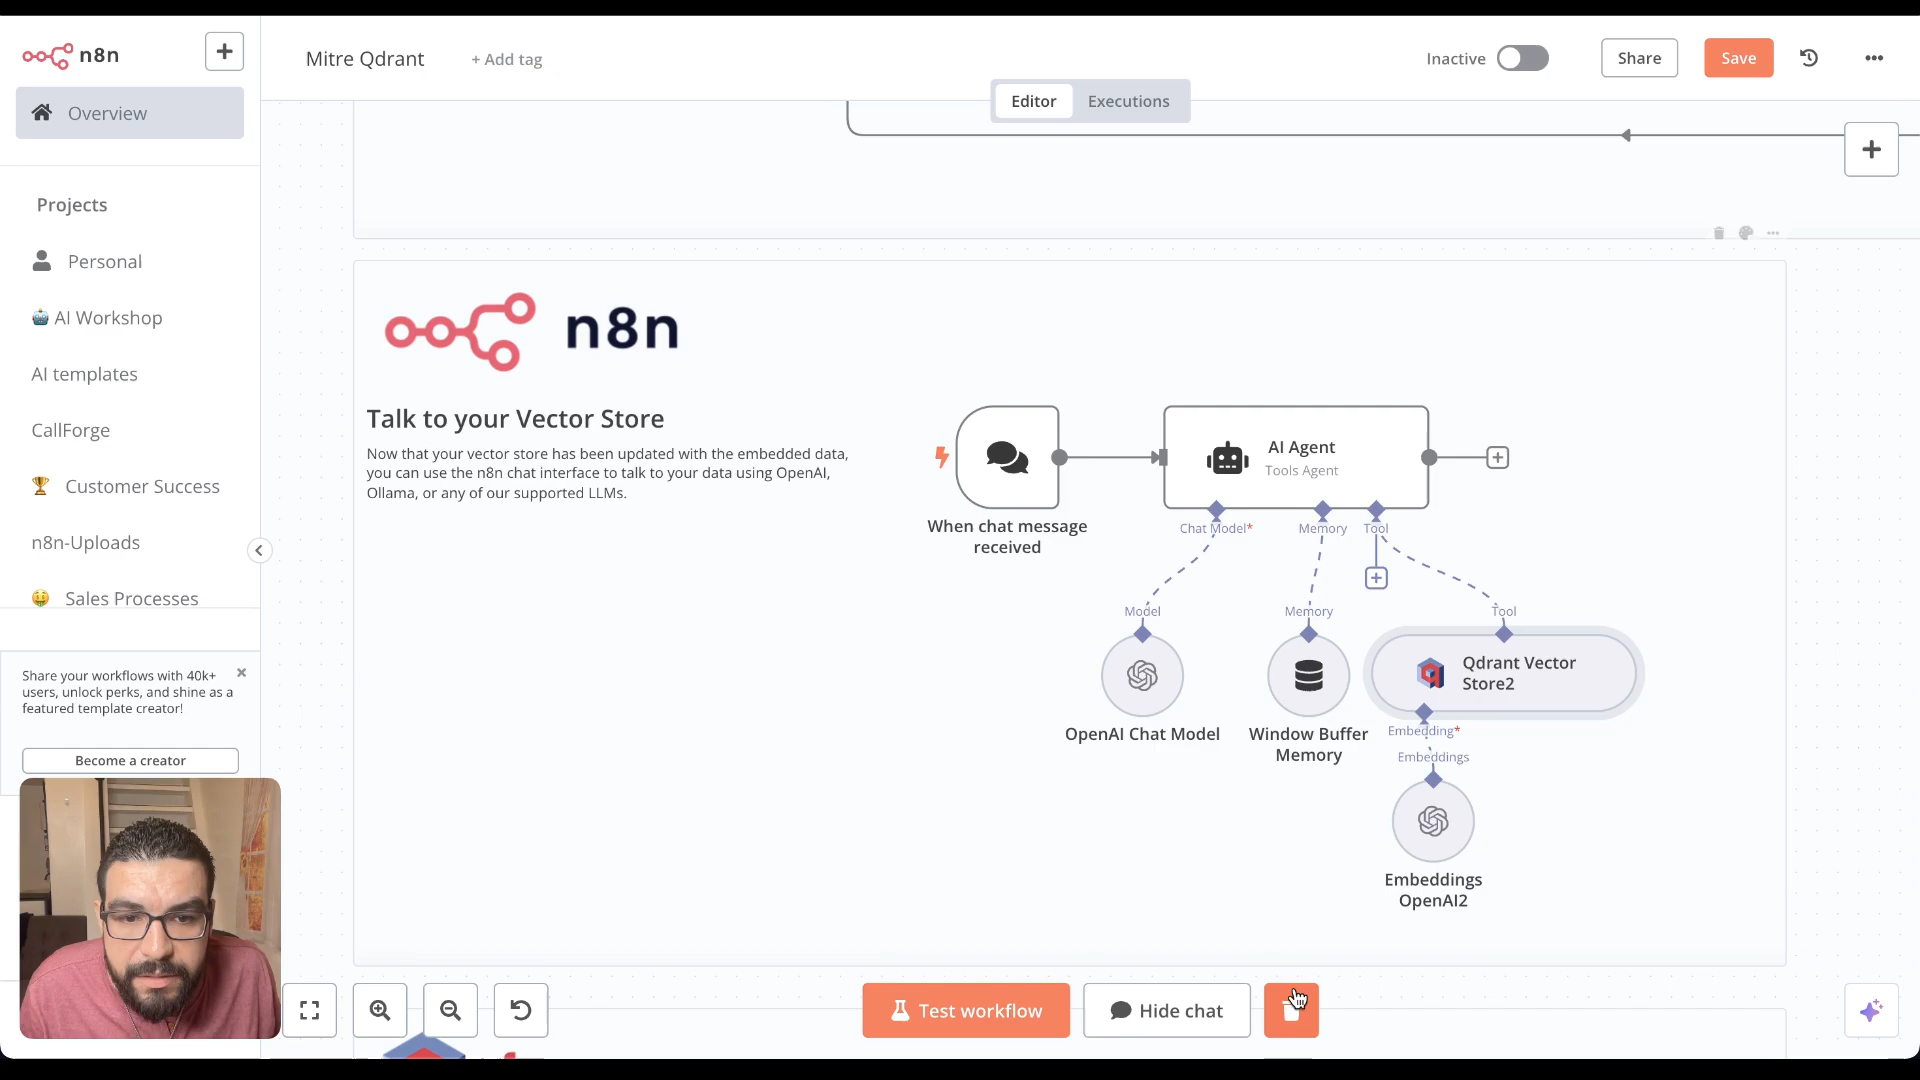 n8n
Mitre Qdrant
+ Add tag
Inactive
Share
Save
Editor
Executions
Overview
Projects
Personal
AI Workshop
AI templates
CallForge
Customer Success
n8n-Uploads
Sales Processes
Share your workflows with 40k+
users, unlock perks, and shine as a
featured template creator!
Become a creator
n8n
Talk to your Vector Store
Now that your vector store has been updated with the embedded data,
you can use the n8n chat interface to talk to your data using OpenAI,
Ollama, or any of our supported LLMs.
When chat message
received
AI Agent
Tools Agent
Chat Model*
Memory
Tool
Model
Memory
Tool
OpenAI Chat Model
Window Buffer
Memory
Qdrant Vector
Store2
Embedding*
Embeddings
Embeddings
OpenAI2
Test workflow
Hide chat